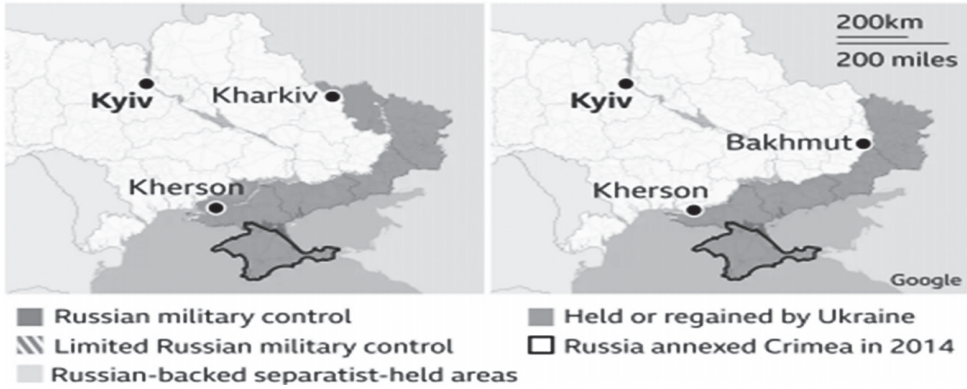 Kyiv
Kharkiv
Kherson
200km
200 miles
Kyiv
Bakhmut
Kherson
Google
Russian military control
Held or regained by Ukraine
Limited Russian military control
Russia annexed Crimea in 2014
Russian-backed separatist-held areas